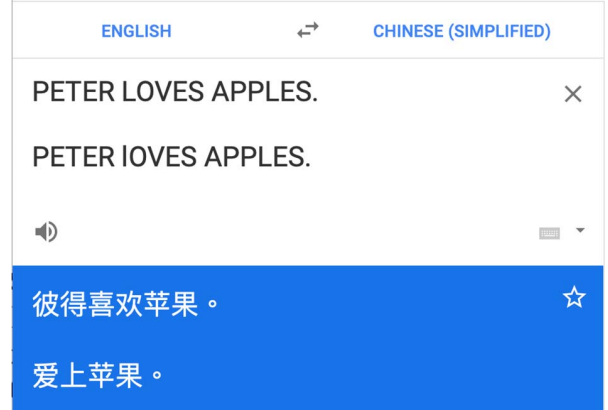 ENGLISH CHINESE (SIMPLIFIED)
PETER LOVES APPLES.
PETER lOVES APPLES.
彼得喜欢苹果。
爱上苹果。